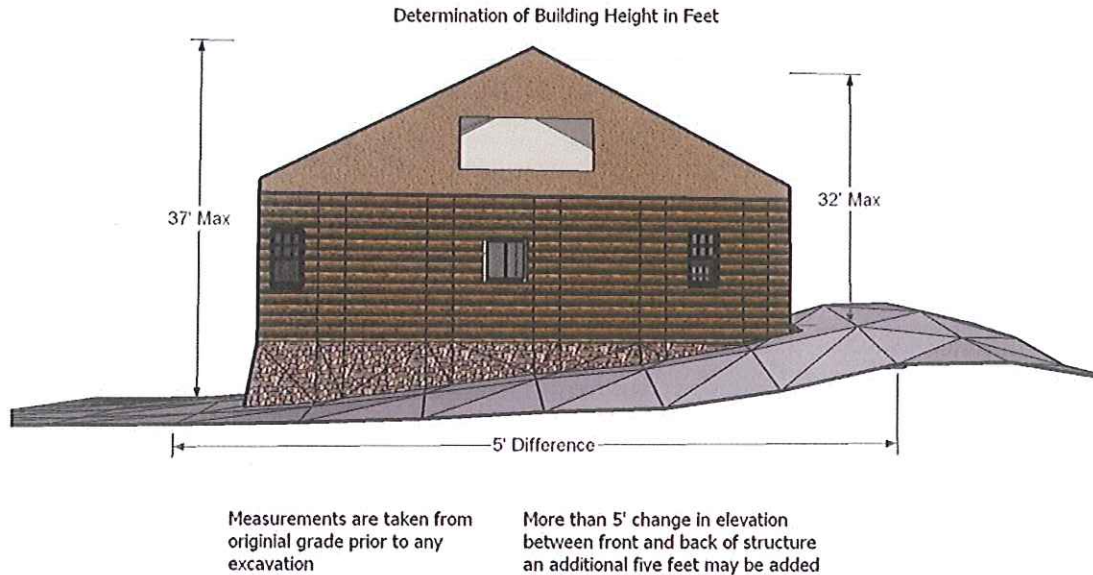 Determination of Building Height in Feet
37' Max
32' Max
5' Difference
Measurements are taken from
originial grade prior to any
excavation
More than 5' change in elevation
between front and back of structure
an additional five feet may be added